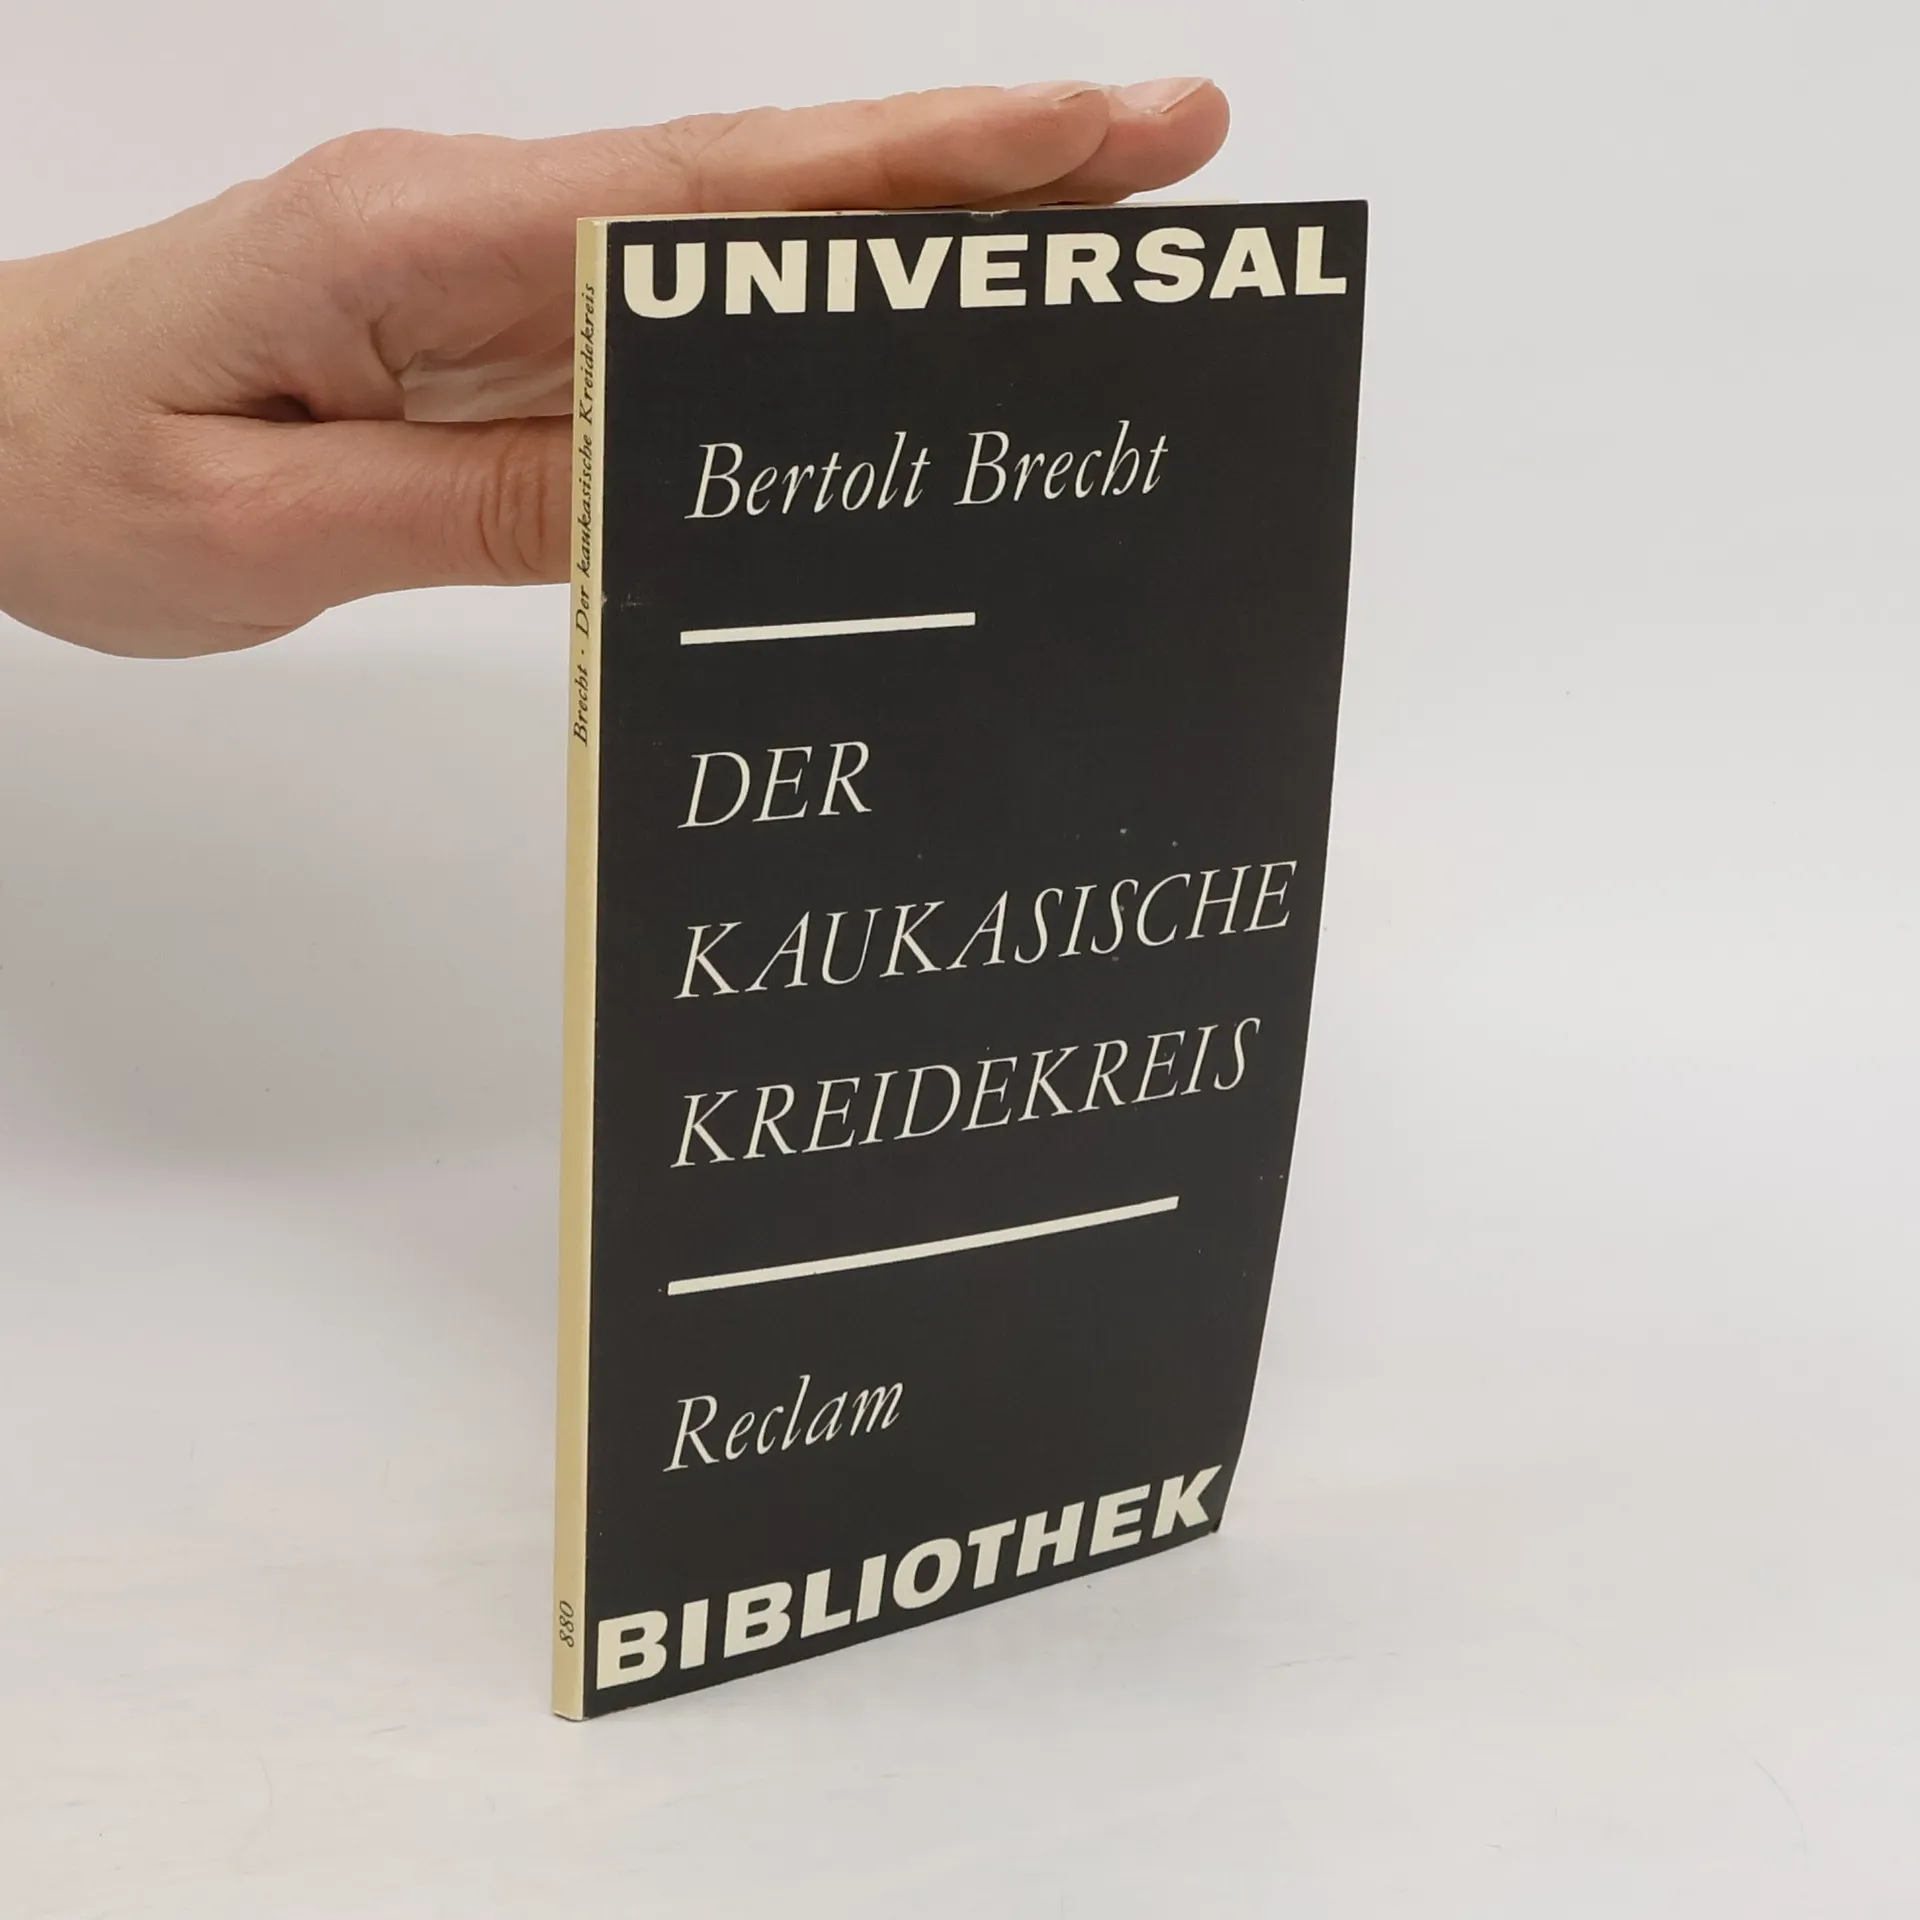 UNIVERSAL
Bertolt Brecht
DER
KAUKASISCHE
KREIDEKREIS
Reclam
BIBLIOTHEK
Brecht · Der kaukasische Kreidekreis
880